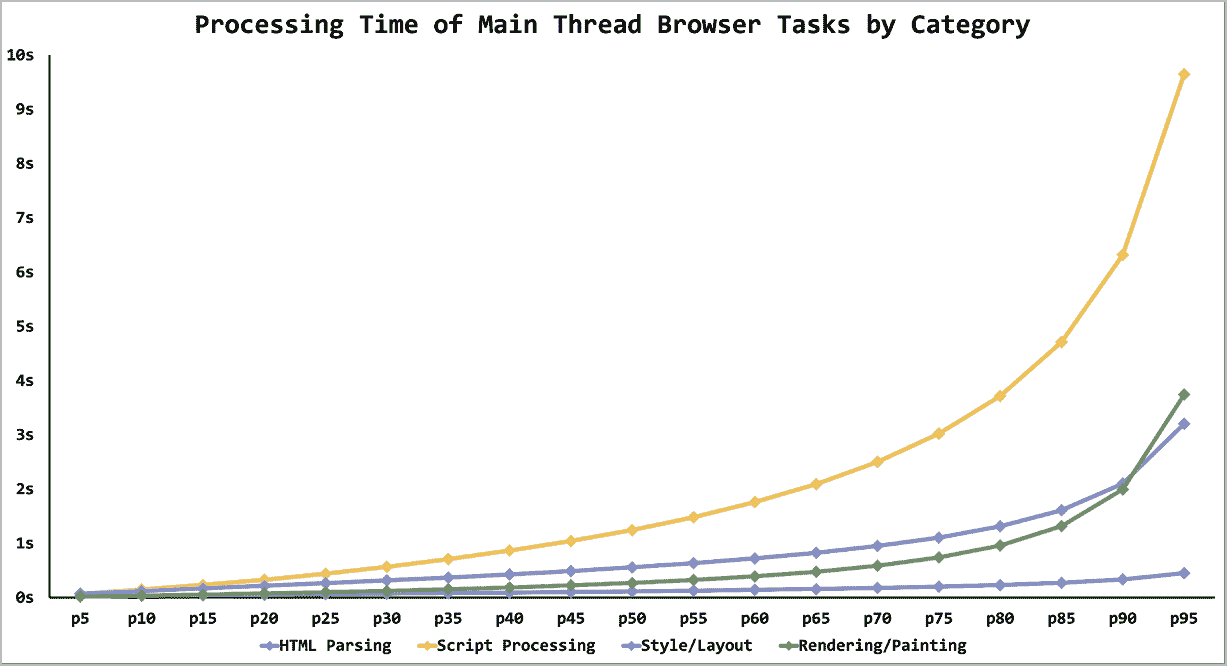 Processing Time of Main Thread Browser Tasks by Category
10s
9s
8s
7s
6s
5s
4s
3s
2s
1s
0s
p5 p10 p15 p20 p25 p30 p35 p40 p45 p50 p55 p60 p65 p70 p75 p80 p85 p90 p95
HTML Parsing Script Processing Style/Layout Rendering/Painting